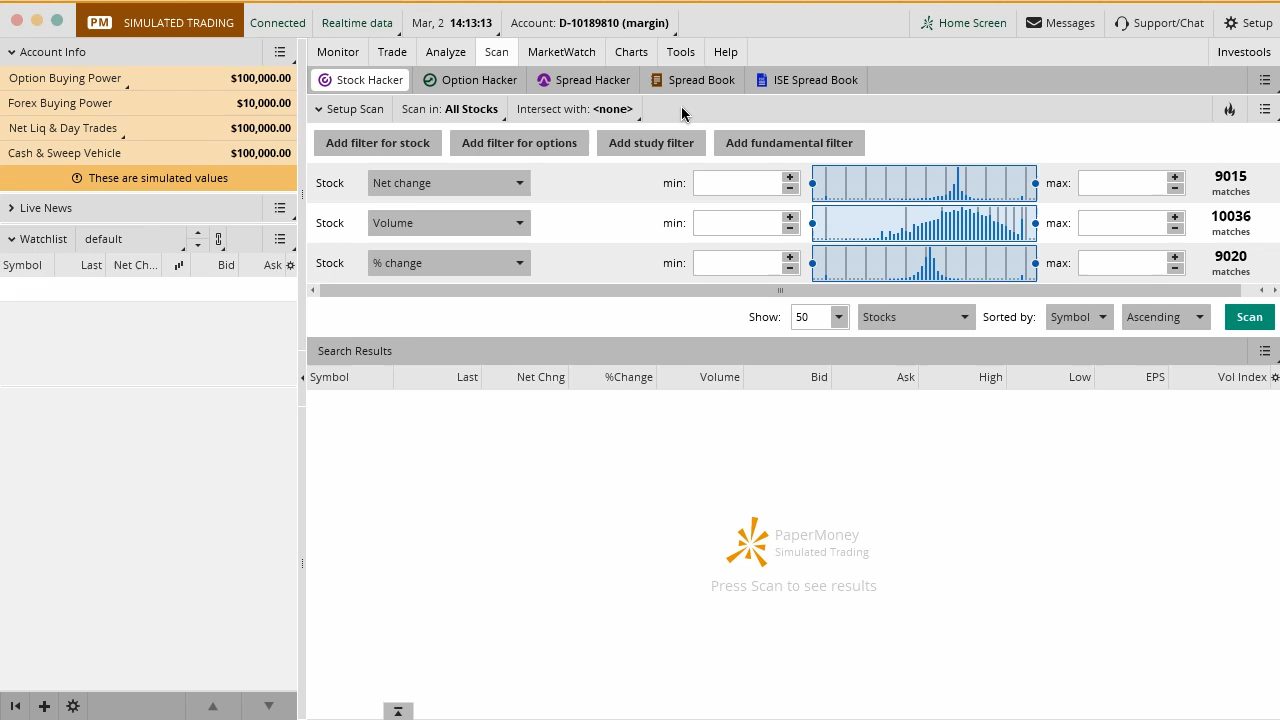 PM SIMULATED TRADING Connected Realtime data Mar, 2 14:13:13 Account: D-10189810 (margin) Home Screen Messages Support/Chat Setup
Account Info
Option Buying Power $100,000.00
Forex Buying Power $10,000.00
Net Liq & Day Trades $100,000.00
Cash & Sweep Vehicle $100,000.00
These are simulated values
Live News
Watchlist default
Symbol Last Net Ch... Bid Ask
Monitor Trade Analyze Scan MarketWatch Charts Tools Help Investools
Stock Hacker Option Hacker Spread Hacker Spread Book ISE Spread Book
Setup Scan Scan in: All Stocks Intersect with: <none>
Add filter for stock Add filter for options Add study filter Add fundamental filter
Stock Net change min: max: 9015 matches
Stock Volume min: max: 10036 matches
Stock % change min: max: 9020 matches
Show: 50 Stocks Sorted by: Symbol Ascending Scan
Search Results
Symbol Last Net Chng %Change Volume Bid Ask High Low EPS Vol Index
PaperMoney
Simulated Trading
Press Scan to see results